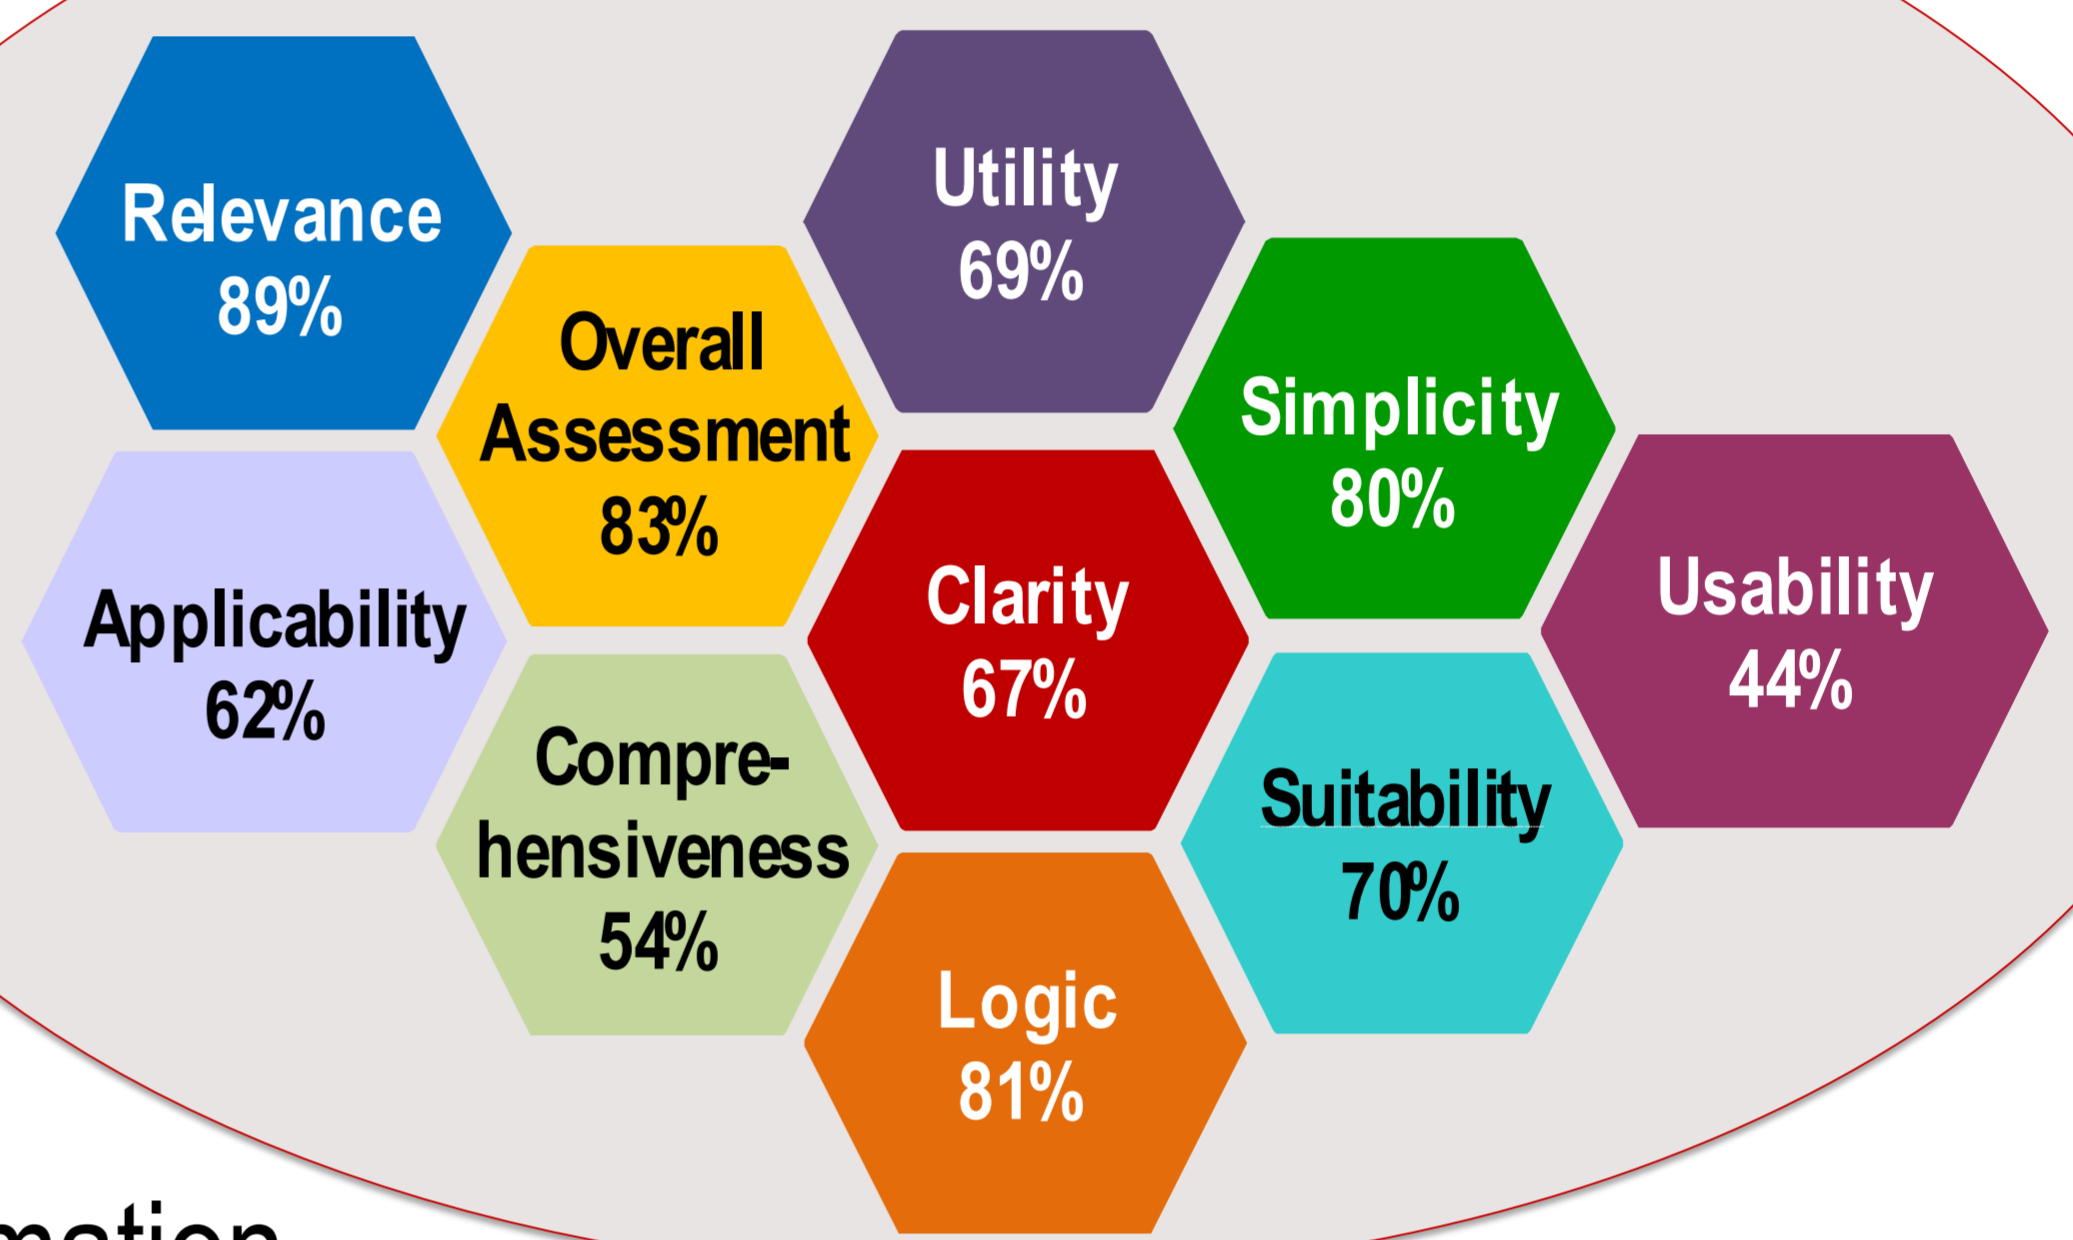 Relevance
89%
Utility
69%
Overall
Assessment
83%
Simplicity
80%
Applicability
62%
Clarity
67%
Usability
44%
Compre-
hensiveness
54%
Suitability
70%
Logic
81%
mation